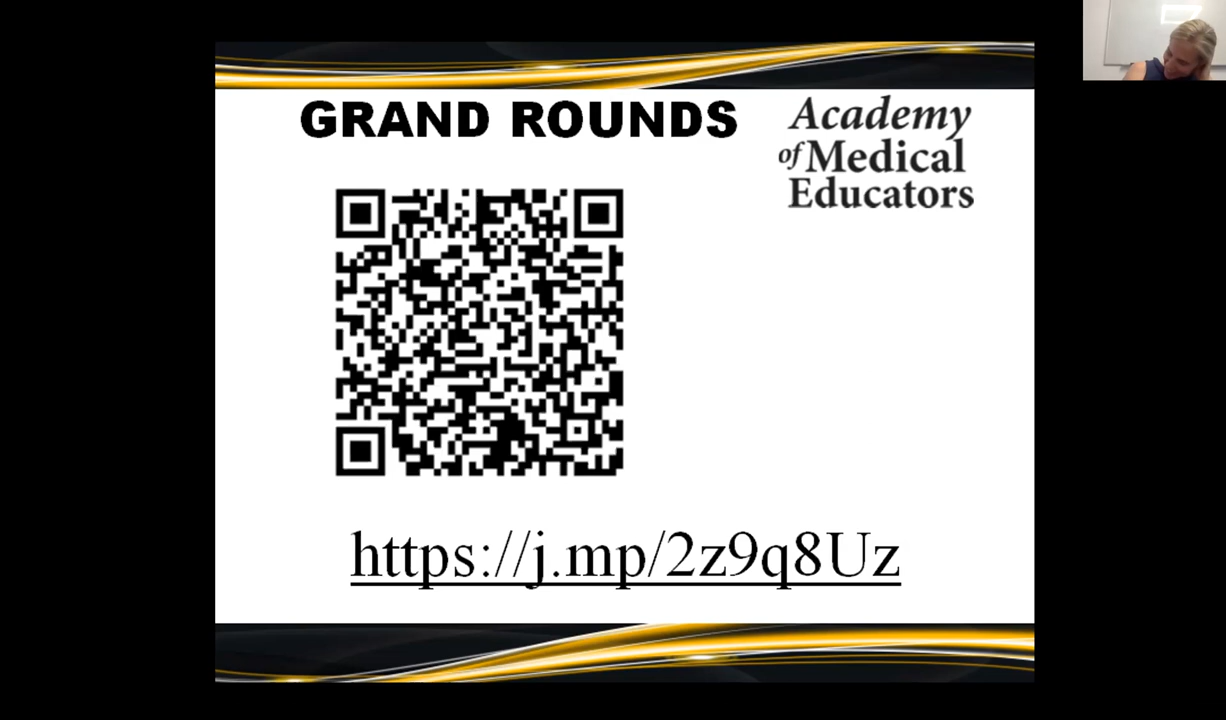 GRAND ROUNDS
Academy
of Medical
Educators
https://j.mp/2z9q8Uz